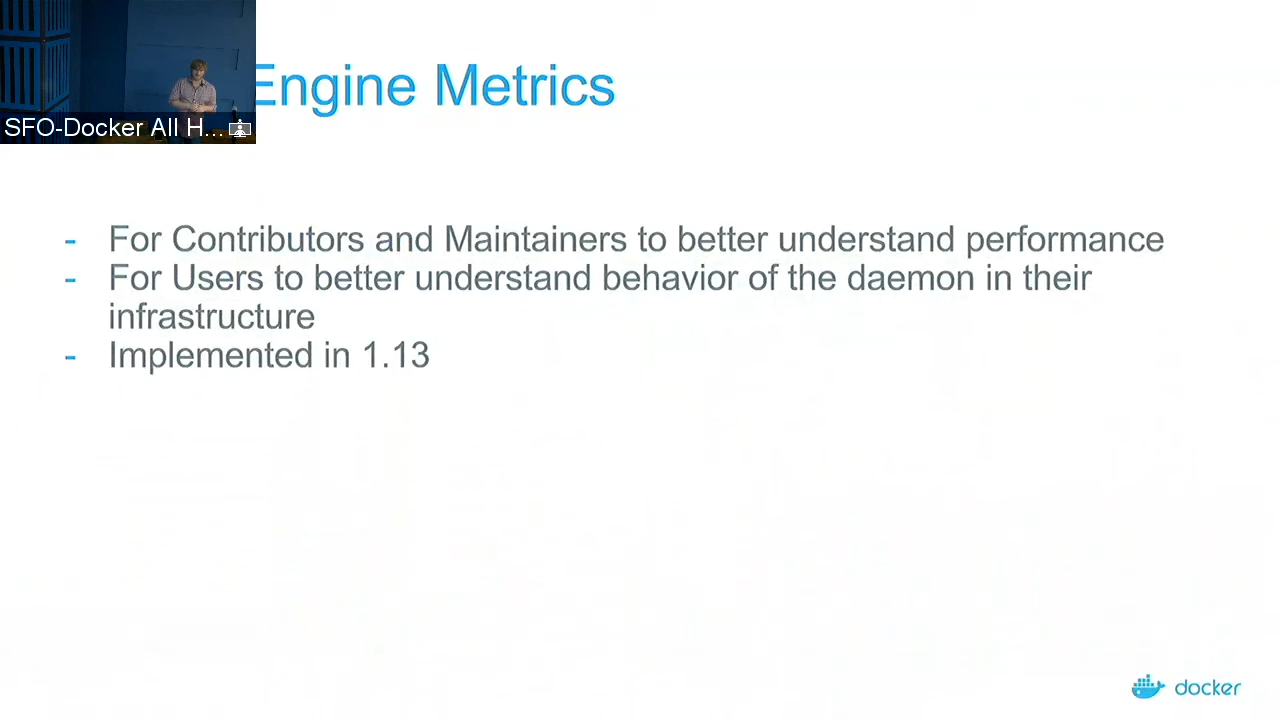 Engine Metrics
SFO-Docker All H...
- For Contributors and Maintainers to better understand performance
- For Users to better understand behavior of the daemon in their
infrastructure
- Implemented in 1.13
docker